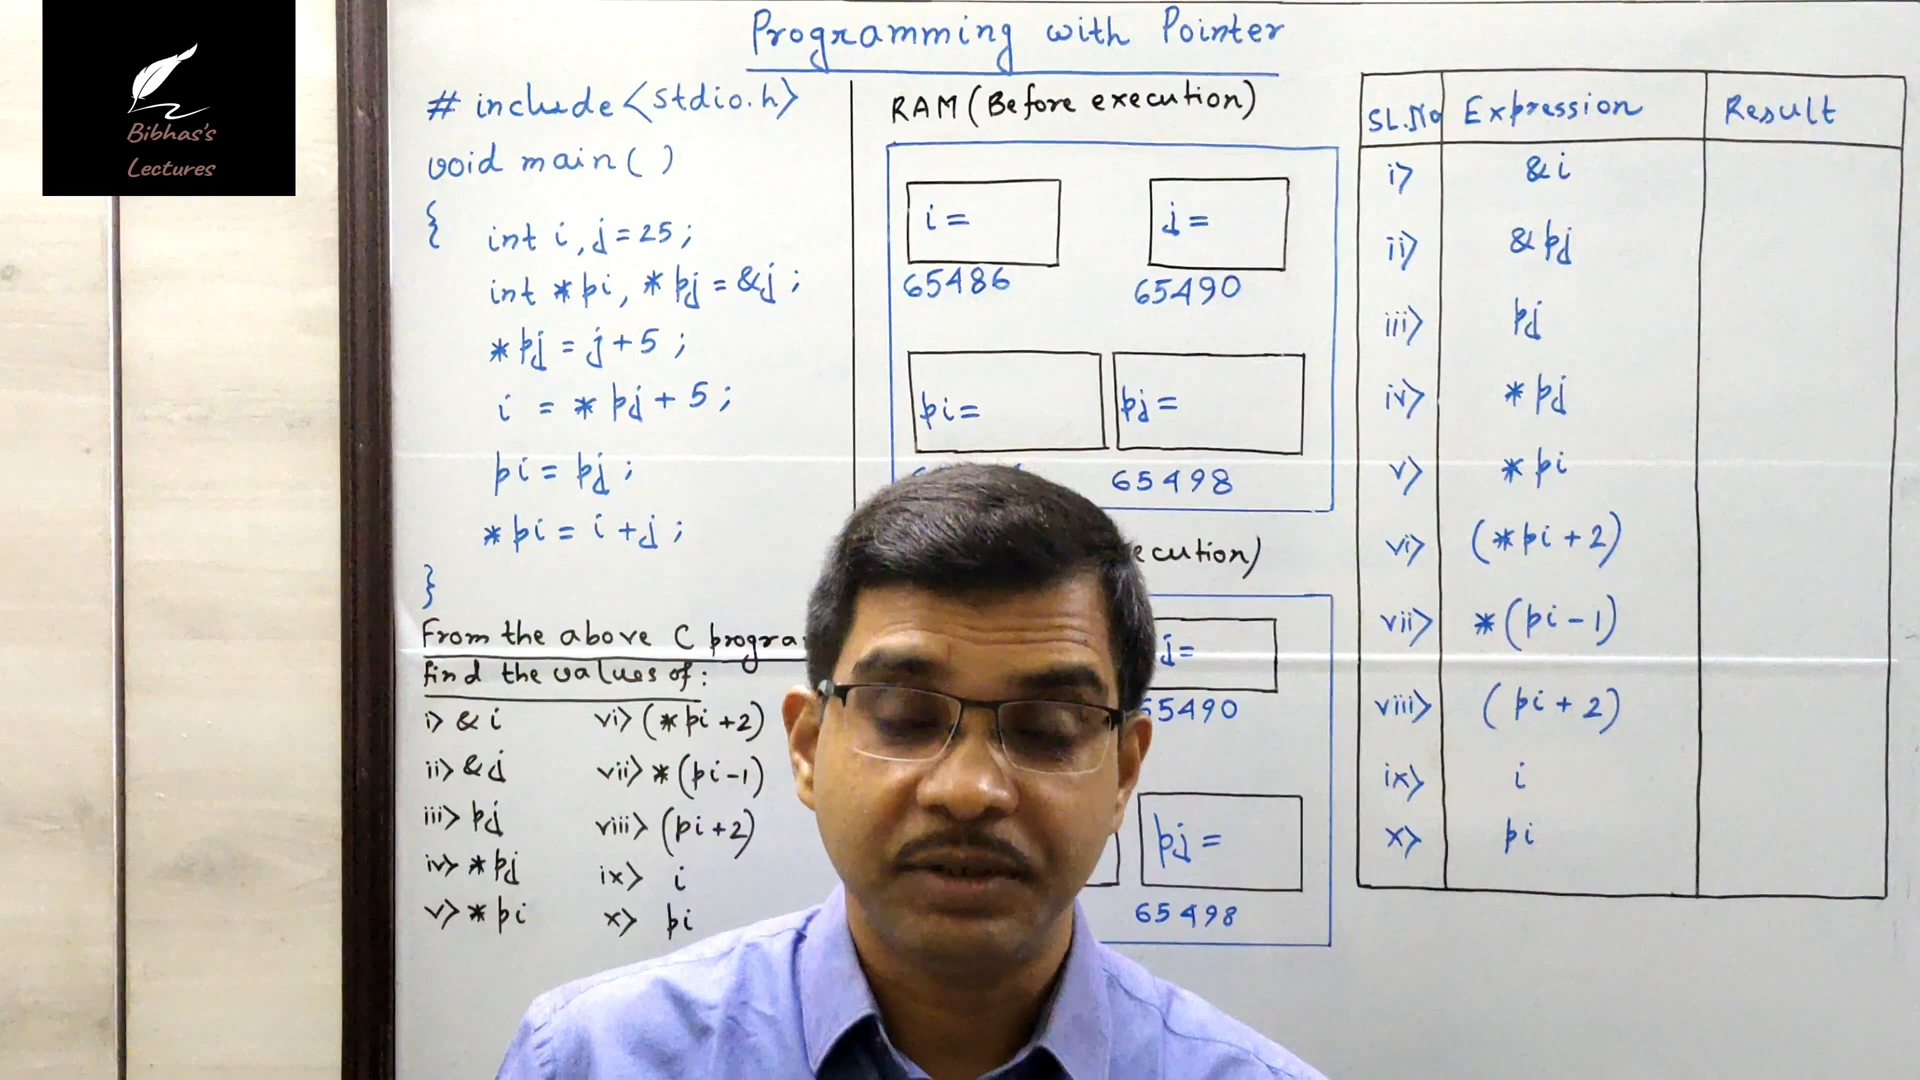 Bibhas's
Lectures
Programming with Pointer
# include <stdio.h>
void main( )
{
int i, j = 25 ;
int *pi, *pj = &j ;
*pj = j + 5 ;
i = *pj + 5 ;
pi = pj ;
*pi = i + j ;
}
From the above C progra
find the values of :
i> & i
ii> & j
iii> pj
iv> * pj
v> * pi
vi> (*pi + 2)
vii> * (pi - 1)
viii> (pi + 2)
ix> i
x> pi
RAM (Before execution)
i =
j =
65486
65490
pi =
pj =
65498
ecution)
j =
65490
pj =
65498
SL.No Expression Result
i> & i
ii> & pj
iii> pj
iv> * pj
v> * pi
vi> (*pi + 2)
vii> * (pi - 1)
viii> (pi + 2)
ix> i
x> pi